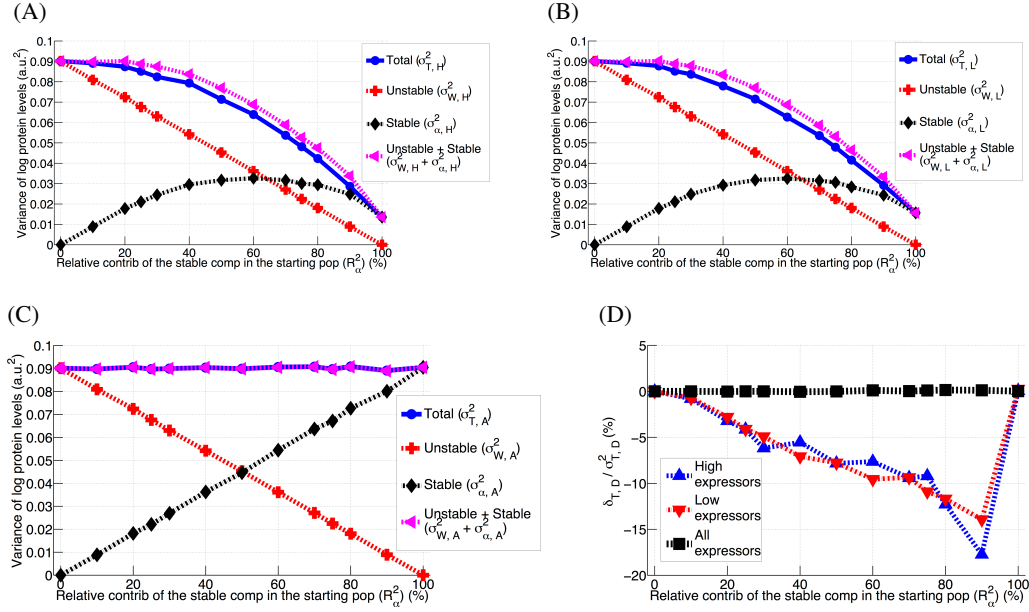 (A)
Variance of log protein levels (a.u.²)
0.1
0.09
0.08
0.07
0.06
0.05
0.04
0.03
0.02
0.01
0
0 20 40 60 80 100
Relative contrib of the stable comp in the starting pop (R²α) (%)
Total (σ²T, H)
Unstable (σ²W, H)
Stable (σ²α, H)
Unstable + Stable
(σ²W, H + σ²α, H)
(B)
Variance of log protein levels (a.u.²)
0.1
0.09
0.08
0.07
0.06
0.05
0.04
0.03
0.02
0.01
0
0 20 40 60 80 100
Relative contrib of the stable comp in the starting pop (R²α) (%)
Total (σ²T, L)
Unstable (σ²W, L)
Stable (σ²α, L)
Unstable + Stable
(σ²W, L + σ²α, L)
(C)
Variance of log protein levels (a.u.²)
0.1
0.09
0.08
0.07
0.06
0.05
0.04
0.03
0.02
0.01
0
0 20 40 60 80 100
Relative contrib of the stable comp in the starting pop (R²α) (%)
Total (σ²T, A)
Unstable (σ²W, A)
Stable (σ²α, A)
Unstable + Stable
(σ²W, A + σ²α, A)
(D)
δT, D / σ²T, D (%)
5
0
−5
−10
−15
−20
0 20 40 60 80 100
Relative contrib of the stable comp in the starting pop (R²α) (%)
High
expressors
Low
expressors
All
expressors